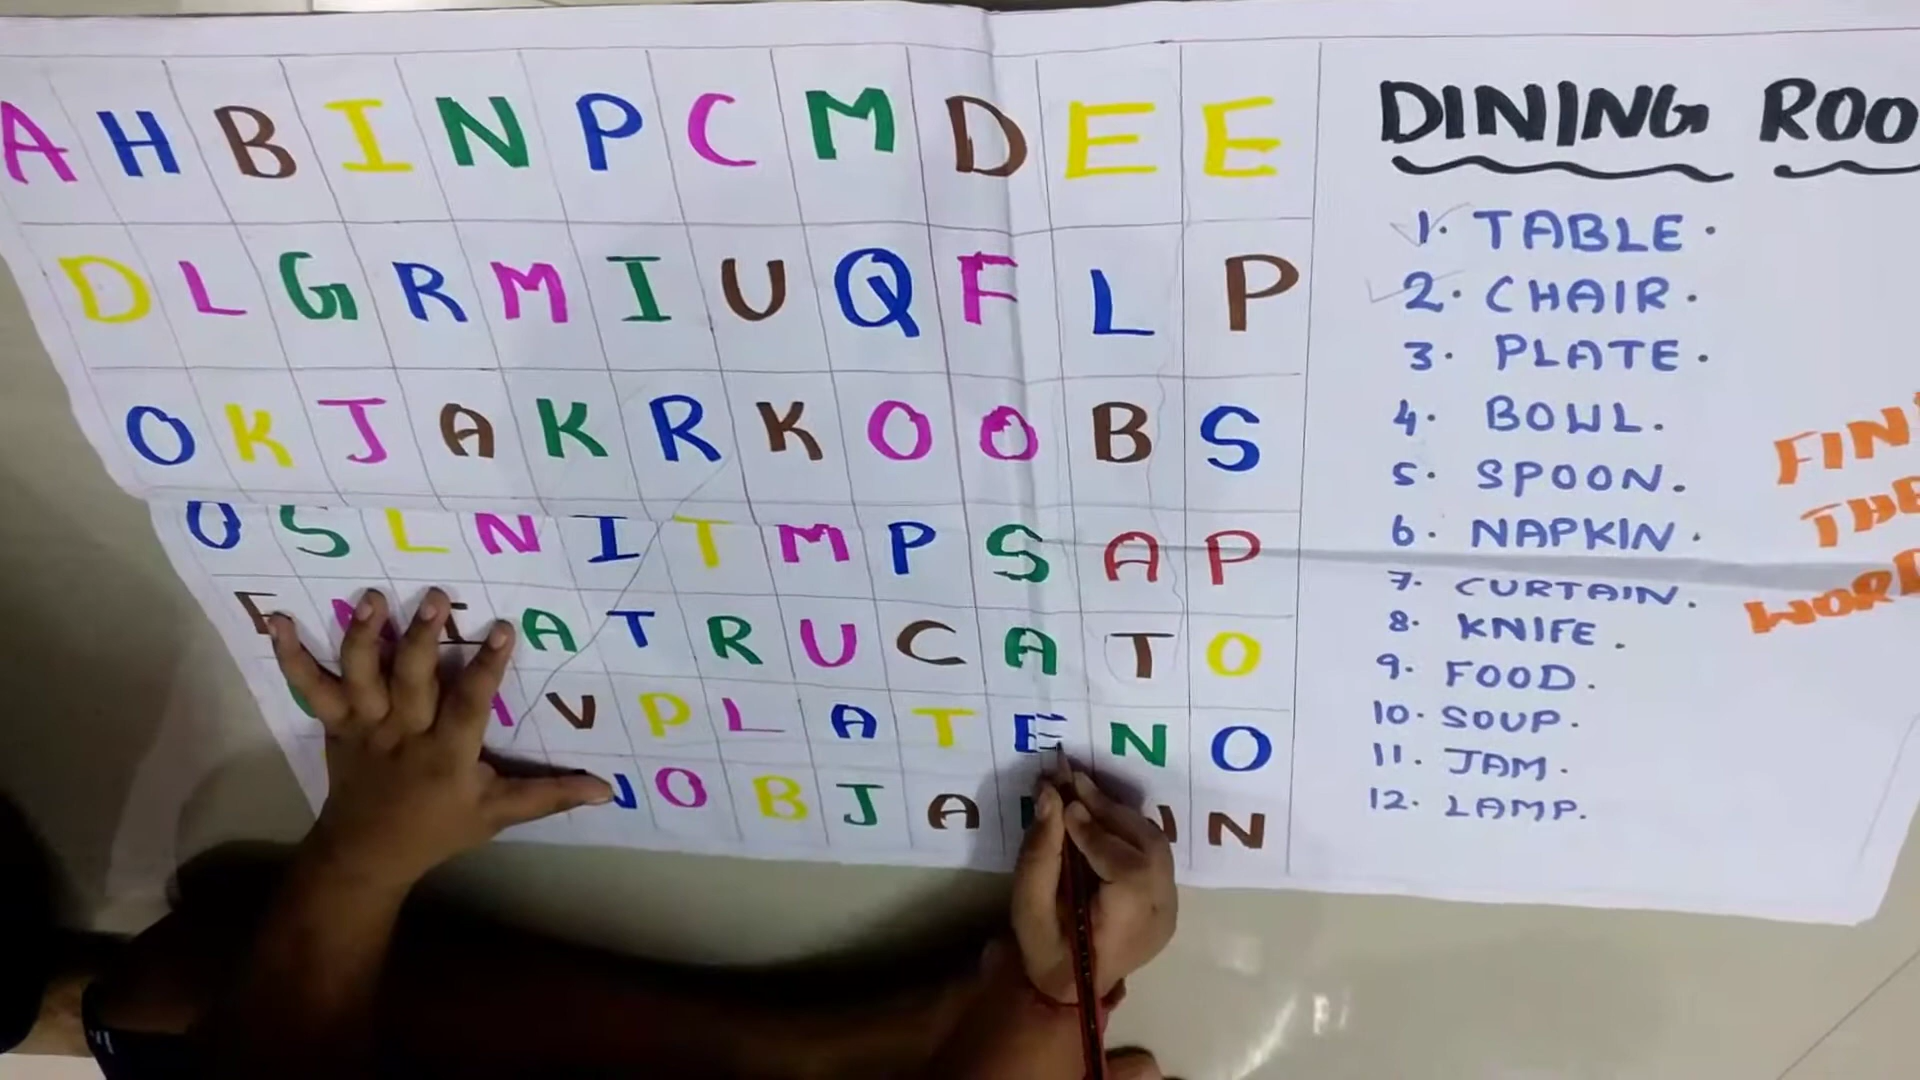 A H B I N P C M D E E
D L G R M I U Q F L P
O K J A K R K O O B S
O S L N I T M P S A P
A T R U C A T O
V P L A T E N O
O B J A N
DINING ROO
1. TABLE.
2. CHAIR.
3. PLATE.
4. BOWL.
5. SPOON.
6. NAPKIN.
7. CURTAIN.
8. KNIFE.
9. FOOD.
10. SOUP.
11. JAM.
12. LAMP.
FIN
THE
WORD